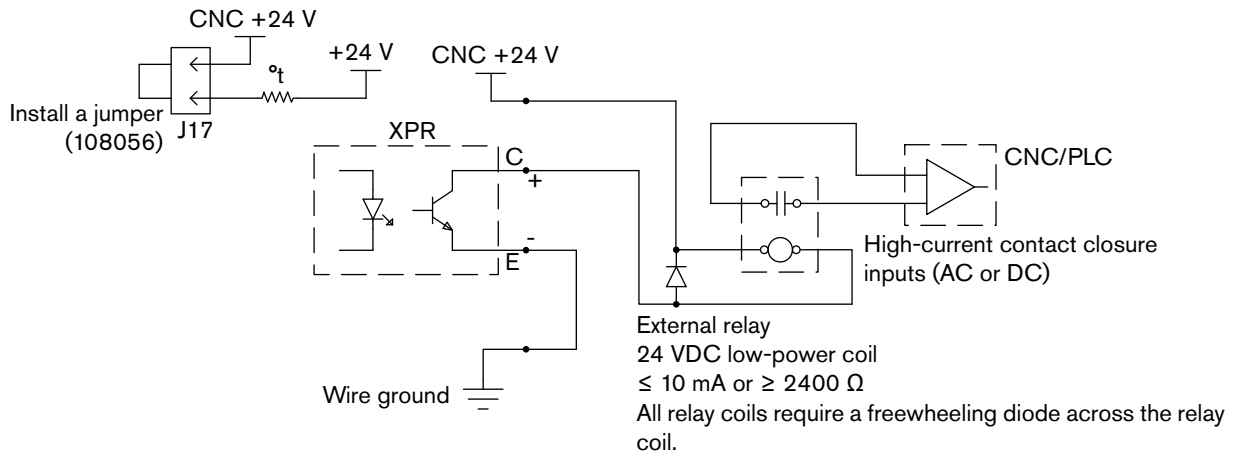 CNC +24 V
+24 V
CNC +24 V
°t
Install a jumper
(108056)
J17
XPR
C
+
-
E
CNC/PLC
High-current contact closure
inputs (AC or DC)
External relay
24 VDC low-power coil
≤ 10 mA or ≥ 2400 Ω
All relay coils require a freewheeling diode across the relay
coil.
Wire ground